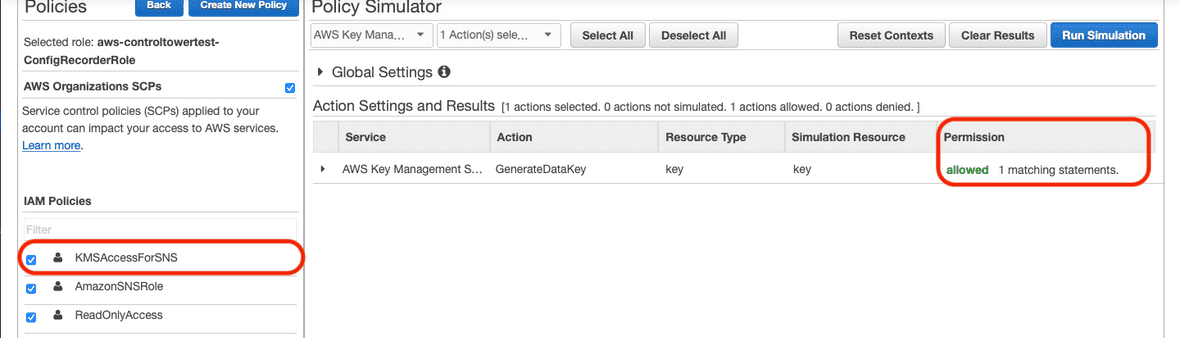 Policies
Back
Create New Policy
Selected role: aws-controltowertest-
ConfigRecorderRole
AWS Organizations SCPs
Service control policies (SCPs) applied to your
account can impact your access to AWS services.
Learn more.
IAM Policies
Filter
KMSAccessForSNS
AmazonSNSRole
ReadOnlyAccess
Policy Simulator
AWS Key Mana...
1 Action(s) sele...
Select All
Deselect All
Reset Contexts
Clear Results
Run Simulation
Global Settings
Action Settings and Results [1 actions selected. 0 actions not simulated. 1 actions allowed. 0 actions denied. ]
Service Action Resource Type Simulation Resource Permission
AWS Key Management S... GenerateDataKey key key allowed 1 matching statements.